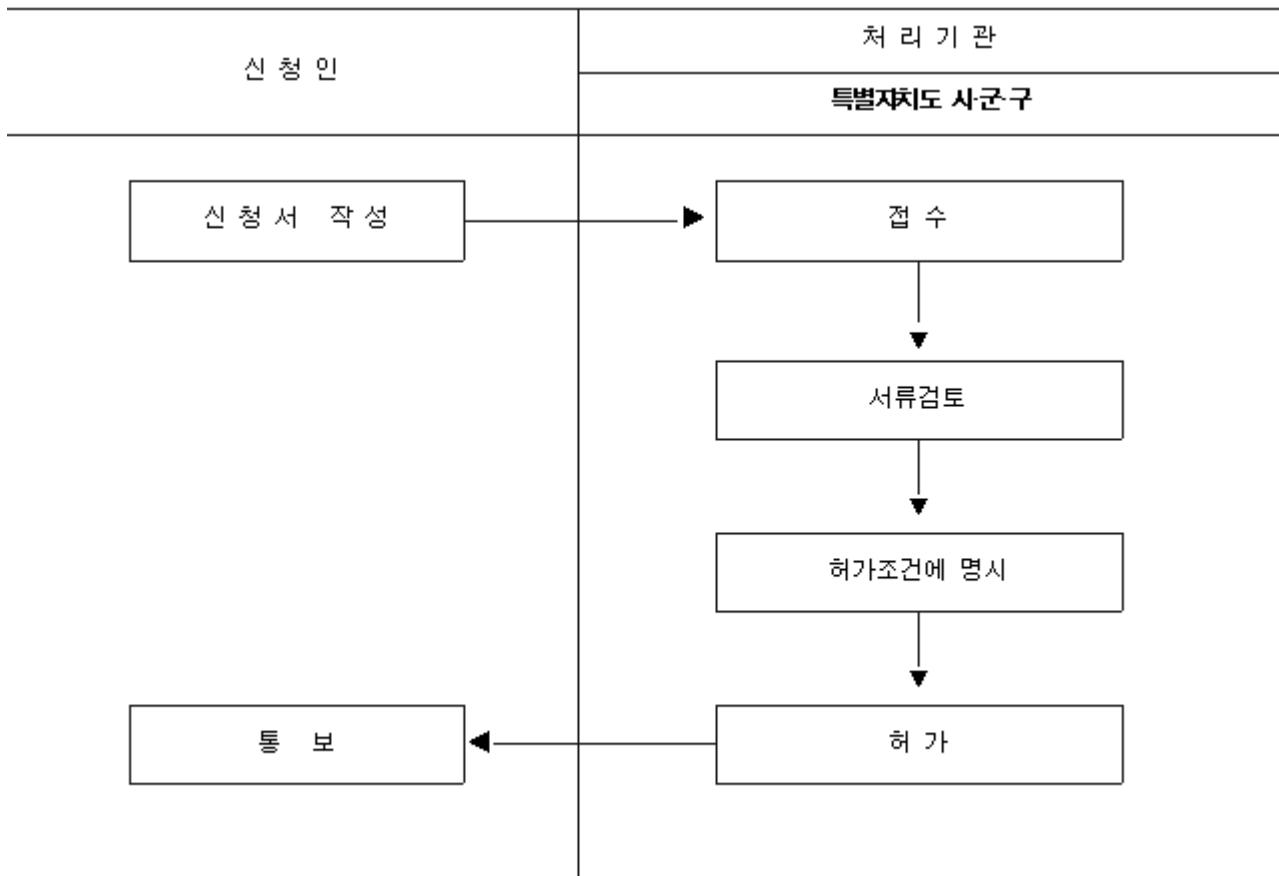 신 청 인
처 리 기 관
특별자치도 시·군·구
신 청 서 작 성
접 수
서류검토
허가조건에 명시
허 가
통 보